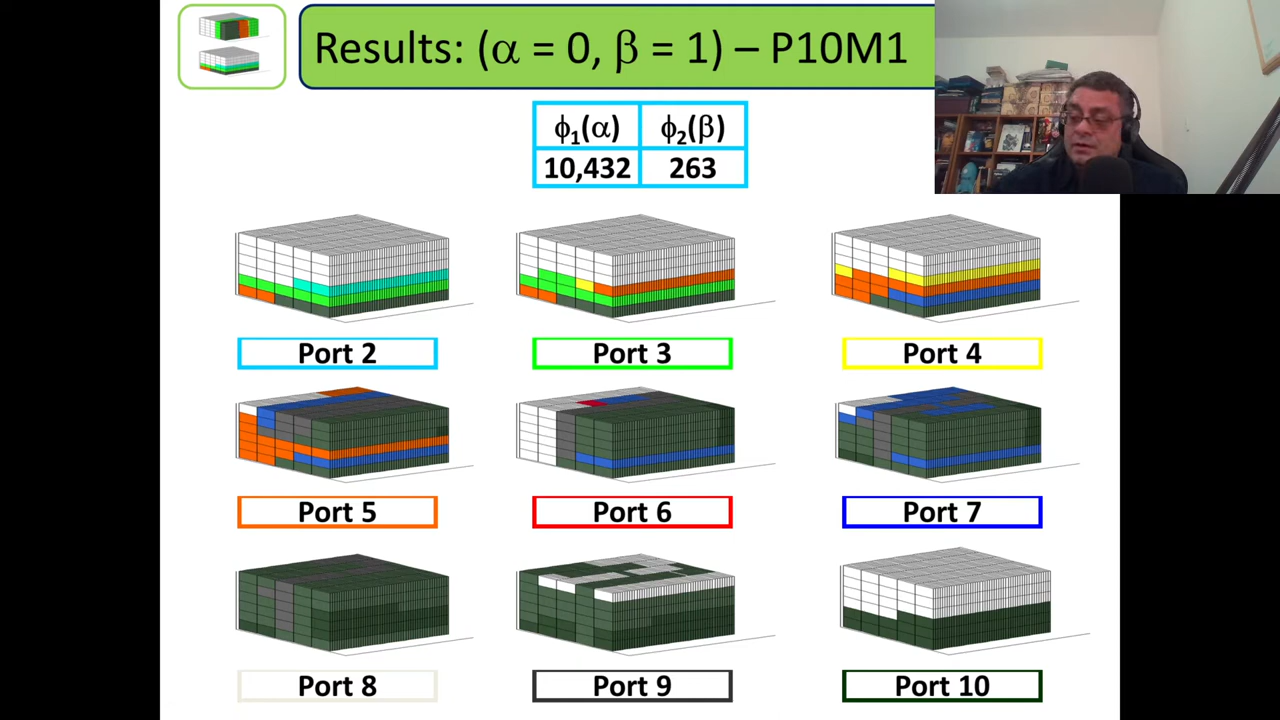 Results: (α = 0, β = 1) – P10M1
ϕ₁(α) ϕ₂(β)
10,432 263
Port 2 Port 3 Port 4
Port 5 Port 6 Port 7
Port 8 Port 9 Port 10